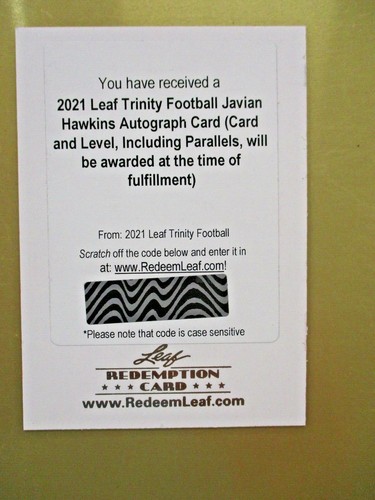 You have received a
2021 Leaf Trinity Football Javian
Hawkins Autograph Card (Card
and Level, Including Parallels, will
be awarded at the time of
fulfillment)
From: 2021 Leaf Trinity Football
Scratch off the code below and enter it in
at: www.RedeemLeaf.com!
*Please note that code is case sensitive
Leaf
REDEMPTION
CARD
www.RedeemLeaf.com